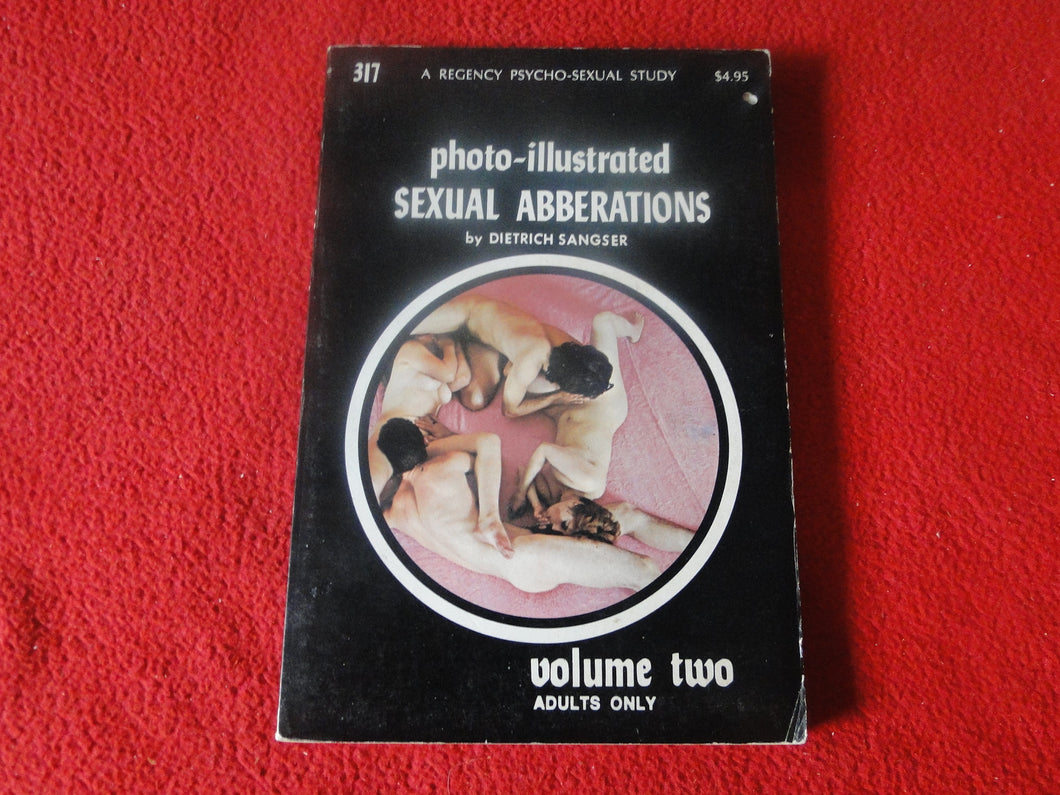 317 A REGENCY PSYCHO-SEXUAL STUDY $4.95
photo-illustrated
SEXUAL ABBERATIONS
by DIETRICH SANGSER
volume two
ADULTS ONLY